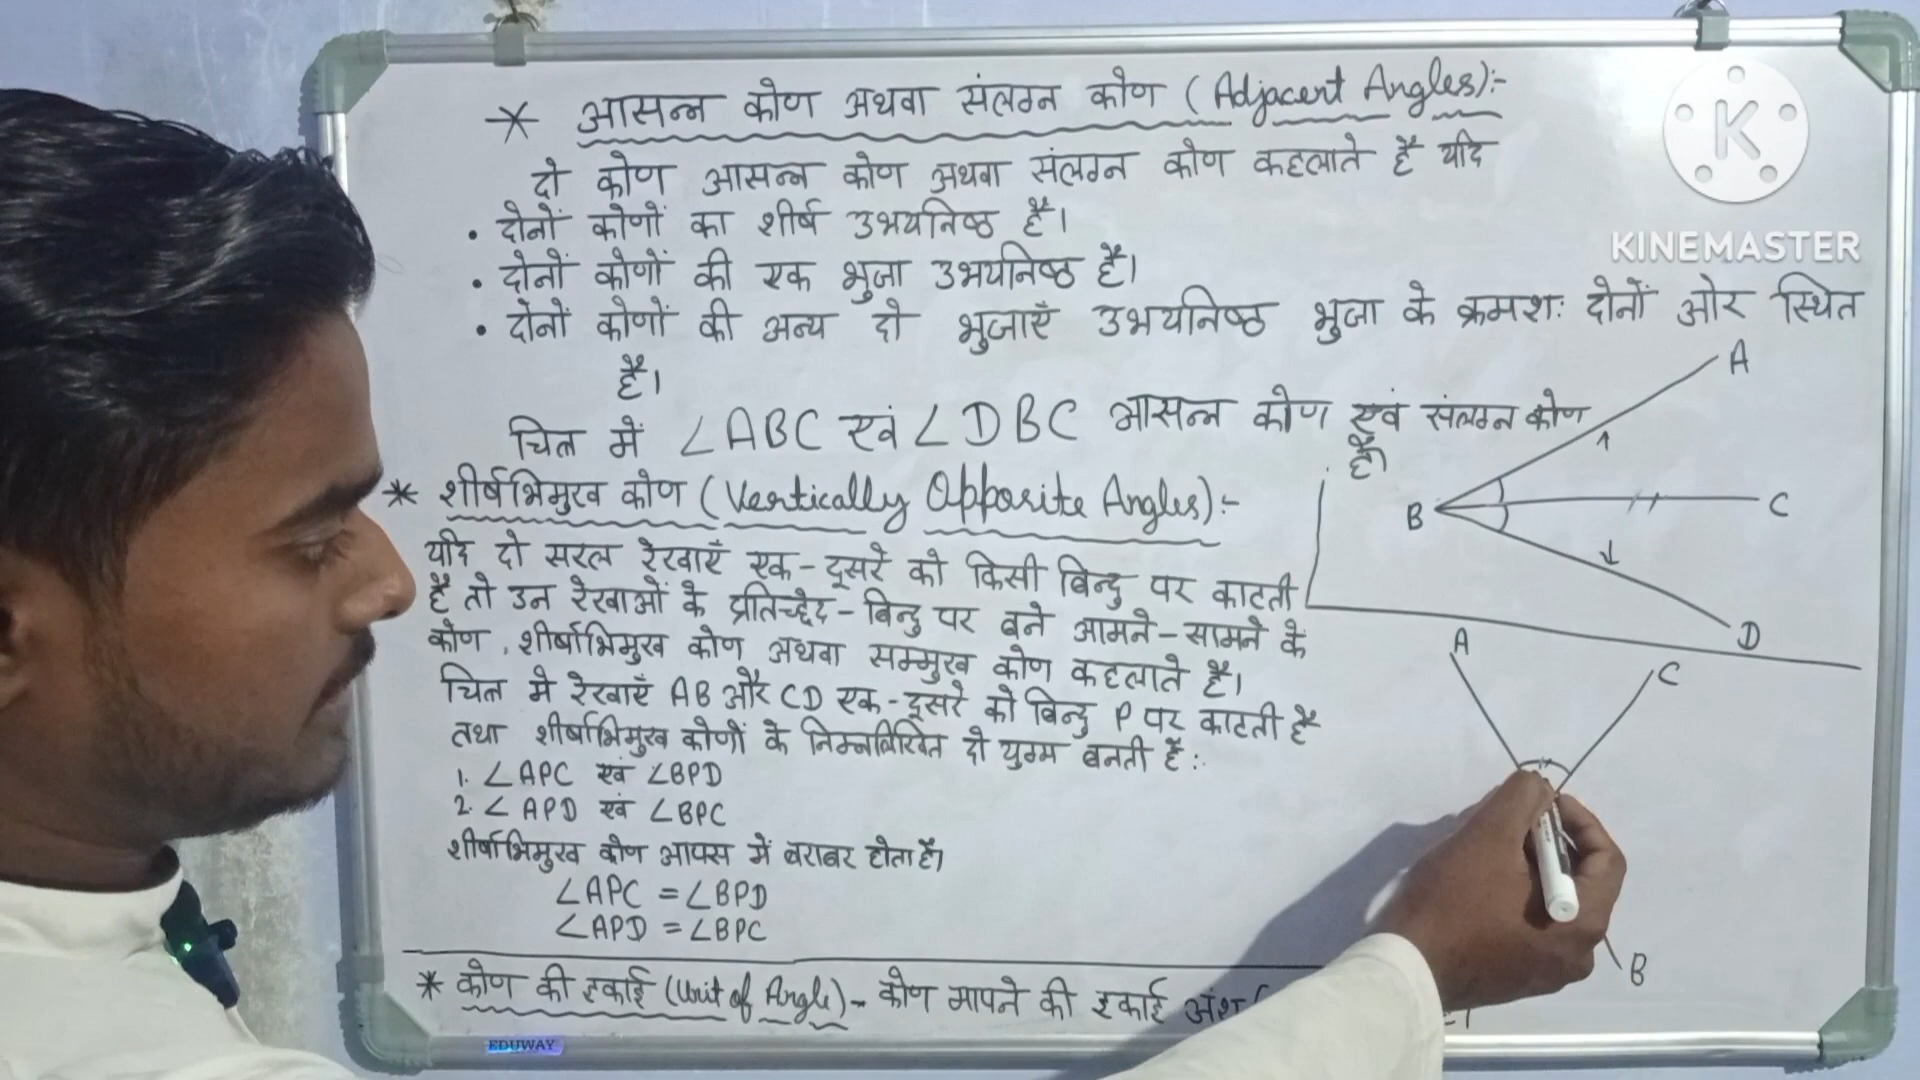 * आसन्न कोण अथवा संलग्न कोण (Adjacent Angles):-
दो कोण आसन्न कोण अथवा संलग्न कोण कहलाते है यदि
• दोनों कोणों का शीर्ष उभयनिष्ठ है।
• दोनों कोणों की एक भुजा उभयनिष्ठ है।
• दोनों कोणों की अन्य दो भुजाएँ उभयनिष्ठ भुजा के क्रमशः दोनों ओर स्थित
है।
चित्र में ∠ABC एवं ∠DBC आसन्न कोण एवं संलग्न कोण
है।
A
B
C
D
* शीर्षाभिमुख कोण (Vertically Opposite Angles):-
यदि दो सरल रेखाएँ एक-दूसरे को किसी बिन्दु पर काटती
है तो उन रेखाओं के प्रतिच्छेद-बिन्दु पर बने आमने-सामने के
कोण, शीर्षाभिमुख कोण अथवा सम्मुख कोण कहलाते है।
चित्र मे रेखाएँ AB और CD एक-दूसरे को बिन्दु P पर काटती है
तथा शीर्षाभिमुख कोणों के निम्नलिखित दो युग्म बनती है:
1. ∠APC एवं ∠BPD
2. ∠APD एवं ∠BPC
शीर्षाभिमुख कोण आपस में बराबर होता है।
∠APC = ∠BPD
∠APD = ∠BPC
A
C
B
* कोण की इकाई (Unit of Angle)- कोण मापने की इकाई अंश
EDUWAY
K
KINEMASTER